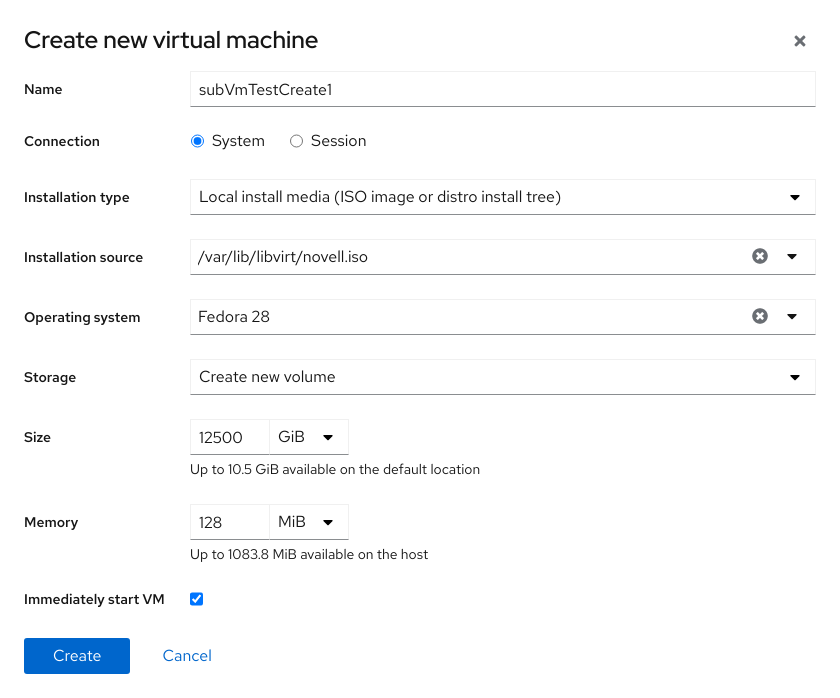 Create new virtual machine
Name subVmTestCreate1
Connection System Session
Installation type Local install media (ISO image or distro install tree)
Installation source /var/lib/libvirt/novell.iso
Operating system Fedora 28
Storage Create new volume
Size 12500 GiB
Up to 10.5 GiB available on the default location
Memory 128 MiB
Up to 1083.8 MiB available on the host
Immediately start VM
Create Cancel